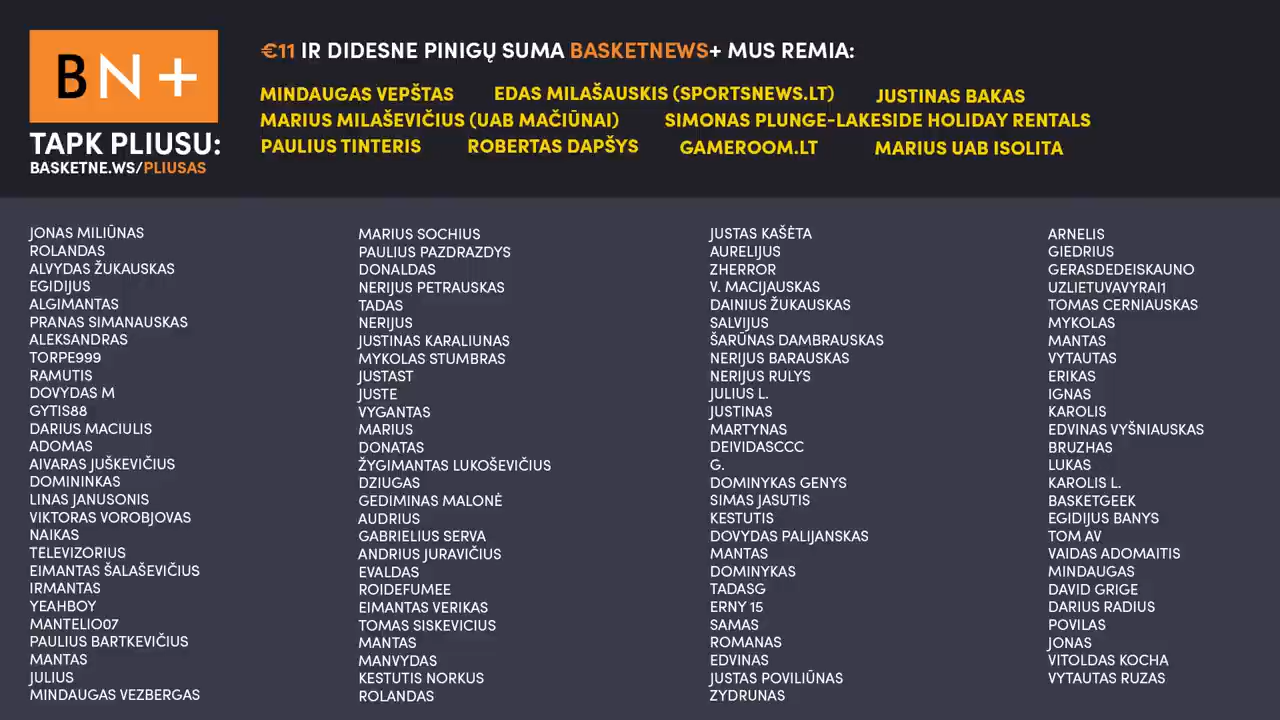 BN+
TAPK PLIUSU:
BASKETNE.WS/PLIUSAS
€11 IR DIDESNE PINIGŲ SUMA BASKETNEWS+ MUS REMIA:
MINDAUGAS VEPŠTAS EDAS MILAŠAUSKIS (SPORTSNEWS.LT) JUSTINAS BAKAS
MARIUS MILAŠEVIČIUS (UAB MAČIŪNAI) SIMONAS PLUNGE-LAKESIDE HOLIDAY RENTALS
PAULIUS TINTERIS ROBERTAS DAPŠYS GAMEROOM.LT MARIUS UAB ISOLITA
JONAS MILIŪNAS
ROLANDAS
ALVYDAS ŽUKAUSKAS
EGIDIJUS
ALGIMANTAS
PRANAS SIMANAUSKAS
ALEKSANDRAS
TORPE999
RAMUTIS
DOVYDAS M
GYTIS88
DARIUS MACIULIS
ADOMAS
AIVARAS JUŠKEVIČIUS
DOMININKAS
LINAS JANUSONIS
VIKTORAS VOROBJOVAS
NAIKAS
TELEVIZORIUS
EIMANTAS ŠALAŠEVIČIUS
IRMANTAS
YEAHBOY
MANTELIO07
PAULIUS BARTKEVIČIUS
MANTAS
JULIUS
MINDAUGAS VEZBERGAS
MARIUS SOCHIUS
PAULIUS PAZDRAZDYS
DONALDAS
NERIJUS PETRAUSKAS
TADAS
NERIJUS
JUSTINAS KARALIUNAS
MYKOLAS STUMBRAS
JUSTAST
JUSTE
VYGANTAS
MARIUS
DONATAS
ŽYGIMANTAS LUKOŠEVIČIUS
DZIUGAS
GEDIMINAS MALONĖ
AUDRIUS
GABRIELIUS SERVA
ANDRIUS JURAVIČIUS
EVALDAS
ROIDEFUMEE
EIMANTAS VERIKAS
TOMAS SISKEVICIUS
MANTAS
MANVYDAS
KESTUTIS NORKUS
ROLANDAS
JUSTAS KAŠĖTA
AURELIJUS
ZHERROR
V. MACIJAUSKAS
DAINIUS ŽUKAUSKAS
SALVIJUS
ŠARŪNAS DAMBRAUSKAS
NERIJUS BARAUSKAS
NERIJUS RULYS
JULIUS L.
JUSTINAS
MARTYNAS
DEIVIDASCCC
G.
DOMINYKAS GENYS
SIMAS JASUTIS
KESTUTIS
DOVYDAS PALIJANSKAS
MANTAS
DOMINYKAS
TADASG
ERNY 15
SAMAS
ROMANAS
EDVINAS
JUSTAS POVILIŪNAS
ZYDRUNAS
ARNELIS
GIEDRIUS
GERASDEDEISKAUNO
UZLIETUVAVYRAI1
TOMAS CERNIAUSKAS
MYKOLAS
MANTAS
VYTAUTAS
ERIKAS
IGNAS
KAROLIS
EDVINAS VYŠNIAUSKAS
BRUZHAS
LUKAS
KAROLIS L.
BASKETGEEK
EGIDIJUS BANYS
TOM AV
VAIDAS ADOMAITIS
MINDAUGAS
DAVID GRIGE
DARIUS RADIUS
POVILAS
JONAS
VITOLDAS KOCHA
VYTAUTAS RUZAS